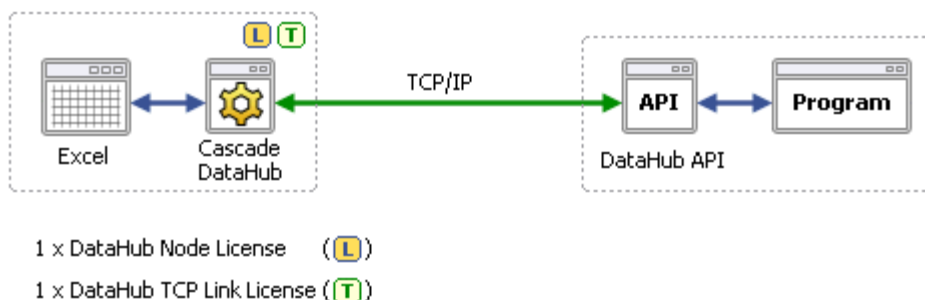 L T
TCP/IP
API
Program
Excel
Cascade
DataHub
DataHub API
1 x DataHub Node License (L)
1 x DataHub TCP Link License (T)